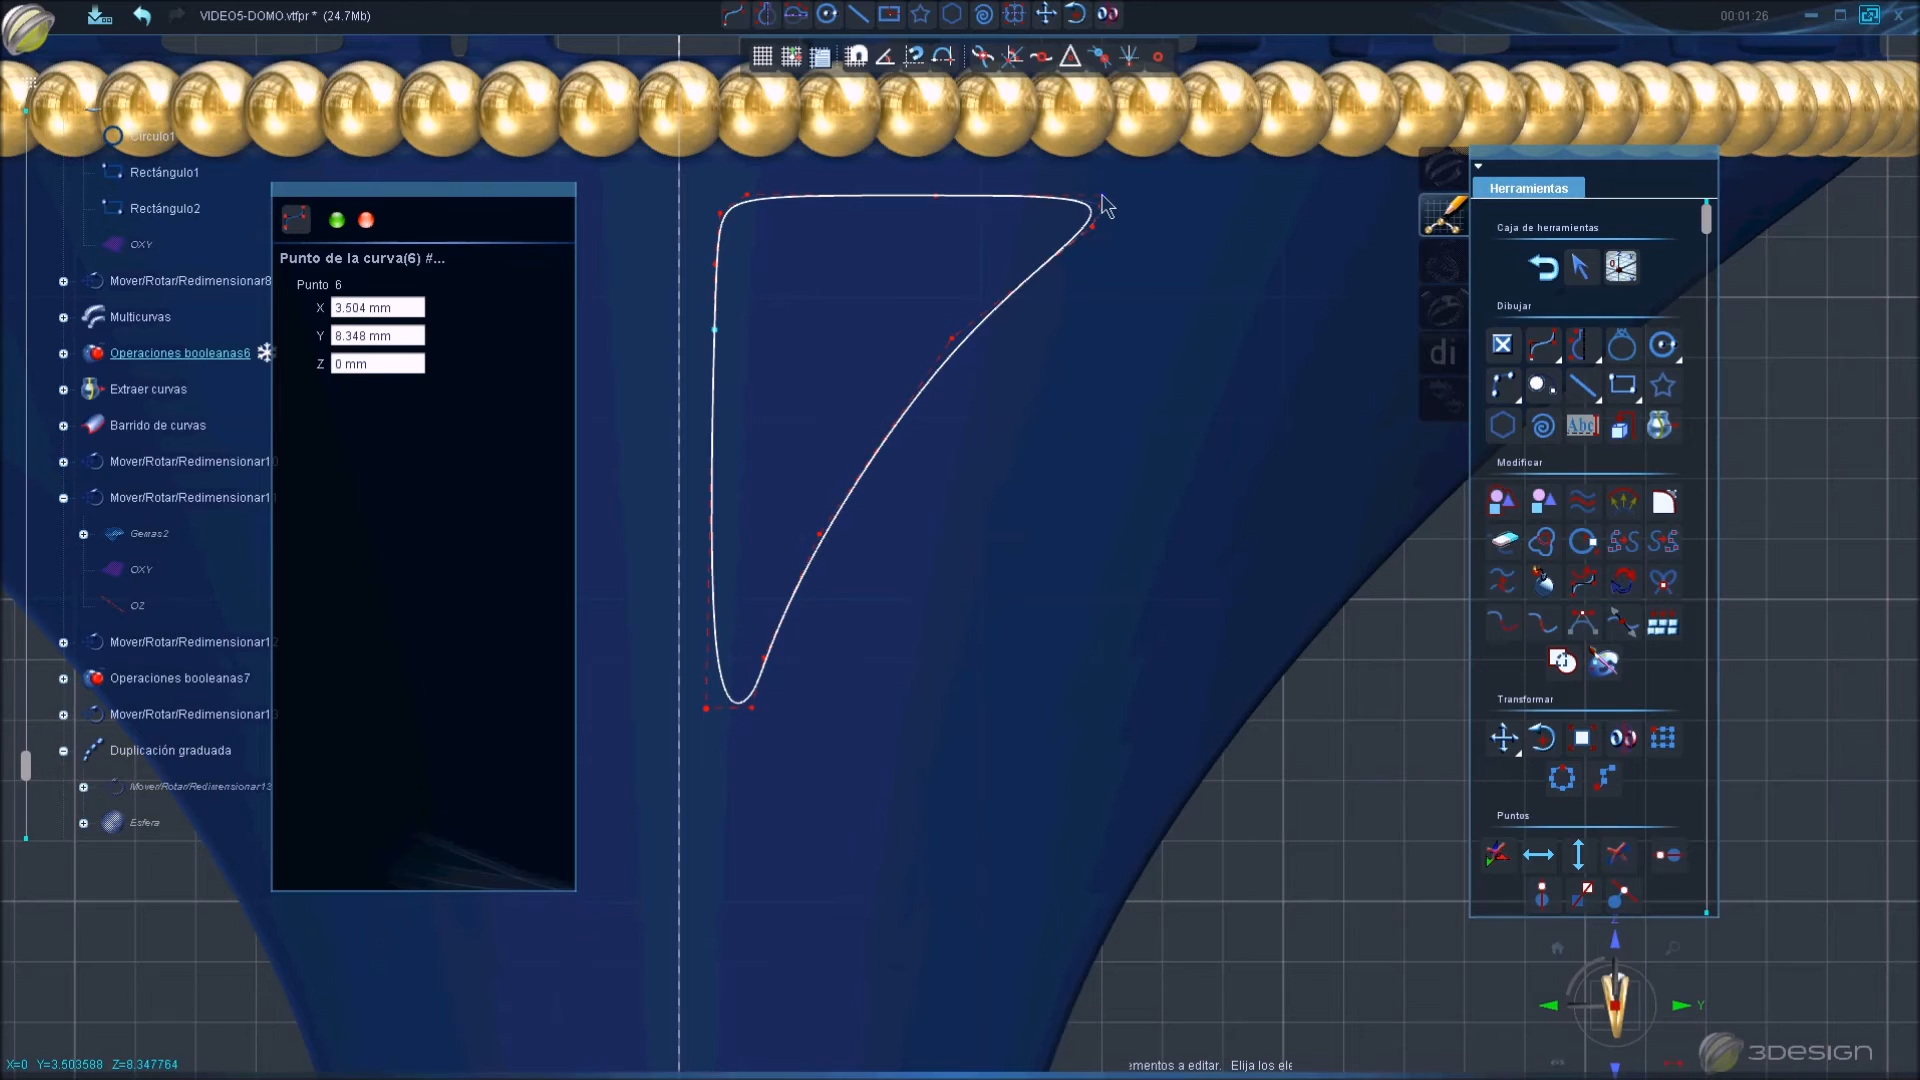 VIDEO5-DOMO.vtfpr * (24.7Mb)
00:01:26
Círculo1
Rectángulo1
Rectángulo2
OXY
Mover/Rotar/Redimensionar8
Multicurvas
Operaciones booleanas6
Extraer curvas
Barrido de curvas
Mover/Rotar/Redimensionar1
Mover/Rotar/Redimensionar1
Gemas2
OXY
OZ
Mover/Rotar/Redimensionar1
Operaciones booleanas7
Mover/Rotar/Redimensionar1
Duplicación graduada
Mover/Rotar/Redimensionar13
Esfera
Punto de la curva(6) #...
Punto 6
X 3.504 mm
Y 8.348 mm
Z 0 mm
di
Herramientas
Caja de herramientas
Dibujar
Abc
Modificar
Transformar
Puntos
Z
Y
X=0 Y=3.503588 Z=8.347764
ementos a editar. Elija los ele
3DESIGN